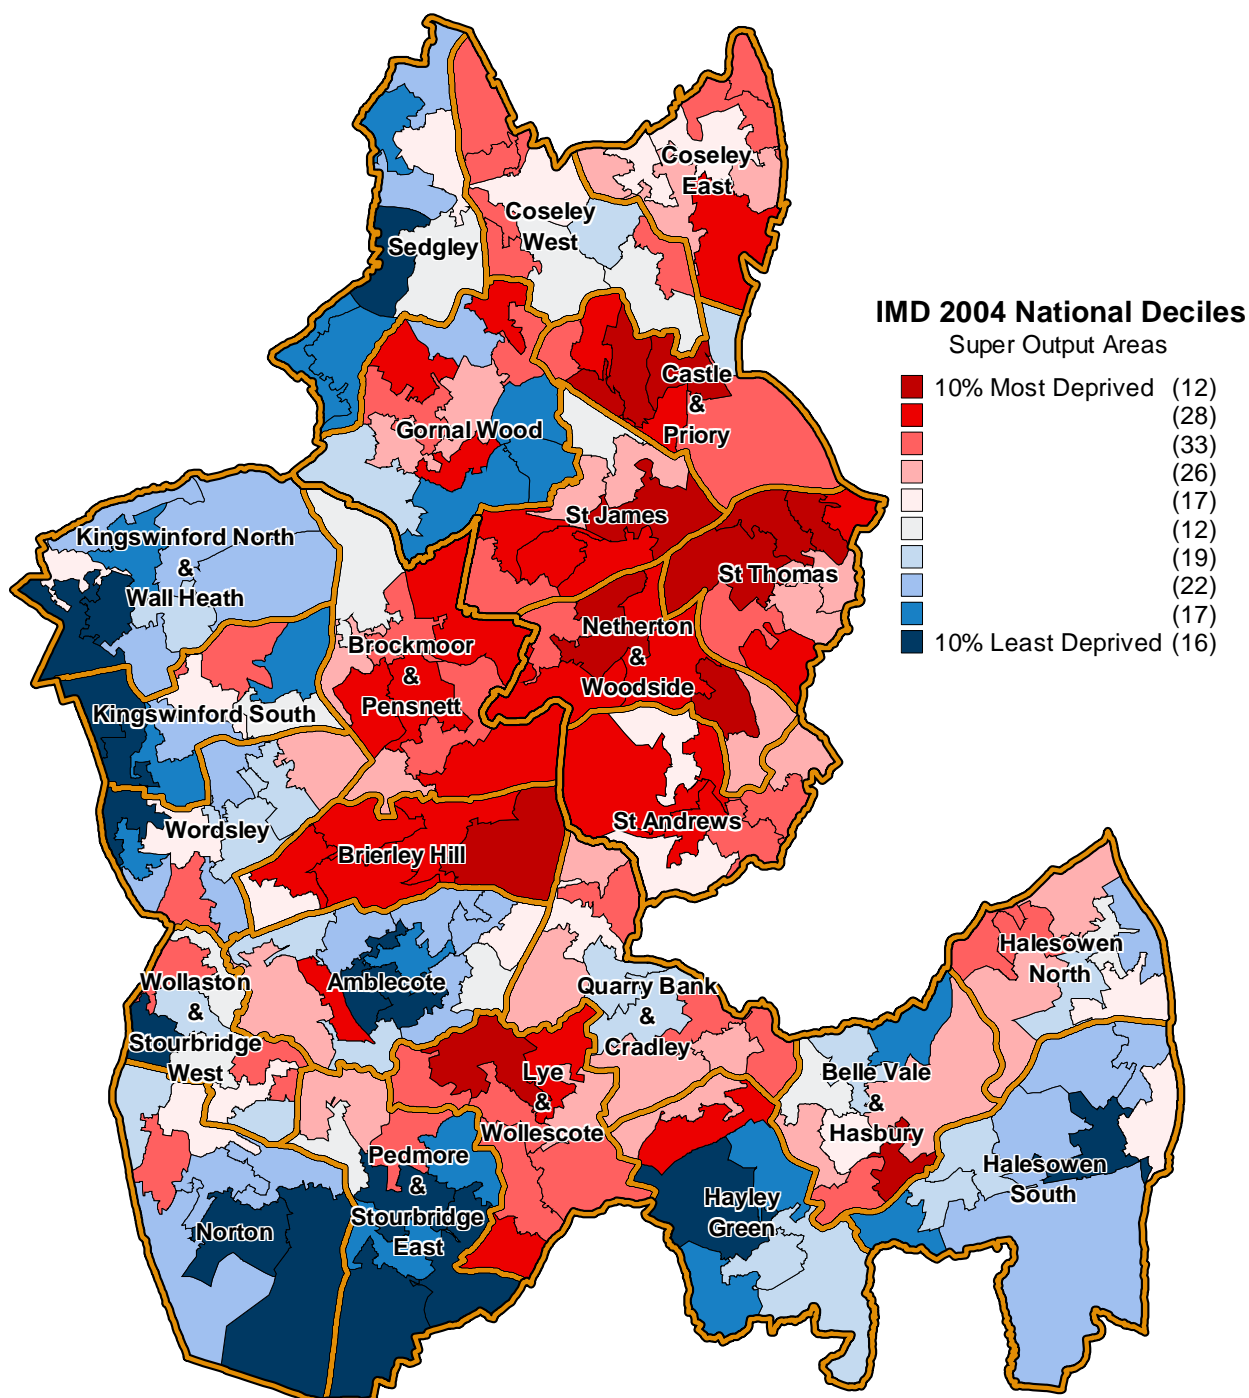 Coseley
East
Coseley
West
Sedgley
IMD 2004 National Deciles
Super Output Areas
10% Most Deprived (12)
(28)
(33)
(26)
(17)
(12)
(19)
(22)
(17)
10% Least Deprived (16)
Castle
&
Priory
Gornal Wood
St James
Kingswinford North
&
Wall Heath
St Thomas
Netherton
&
Woodside
Brockmoor
&
Pensnett
Kingswinford South
Wordsley
St Andrews
Brierley Hill
Halesowen
North
Wollaston
&
Stourbridge
West
Amblecote
Quarry Bank
&
Cradley
Lye
&
Wollescote
Belle Vale
&
Hasbury
Pedmore
&
Stourbridge
East
Halesowen
South
Hayley
Green
Norton